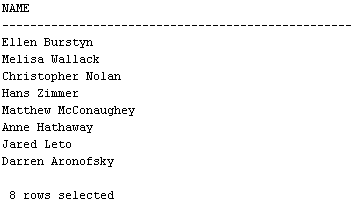 NAME
--------------------------------------------------
Ellen Burstyn
Melisa Wallack
Christopher Nolan
Hans Zimmer
Matthew McConaughey
Anne Hathaway
Jared Leto
Darren Aronofsky
8 rows selected